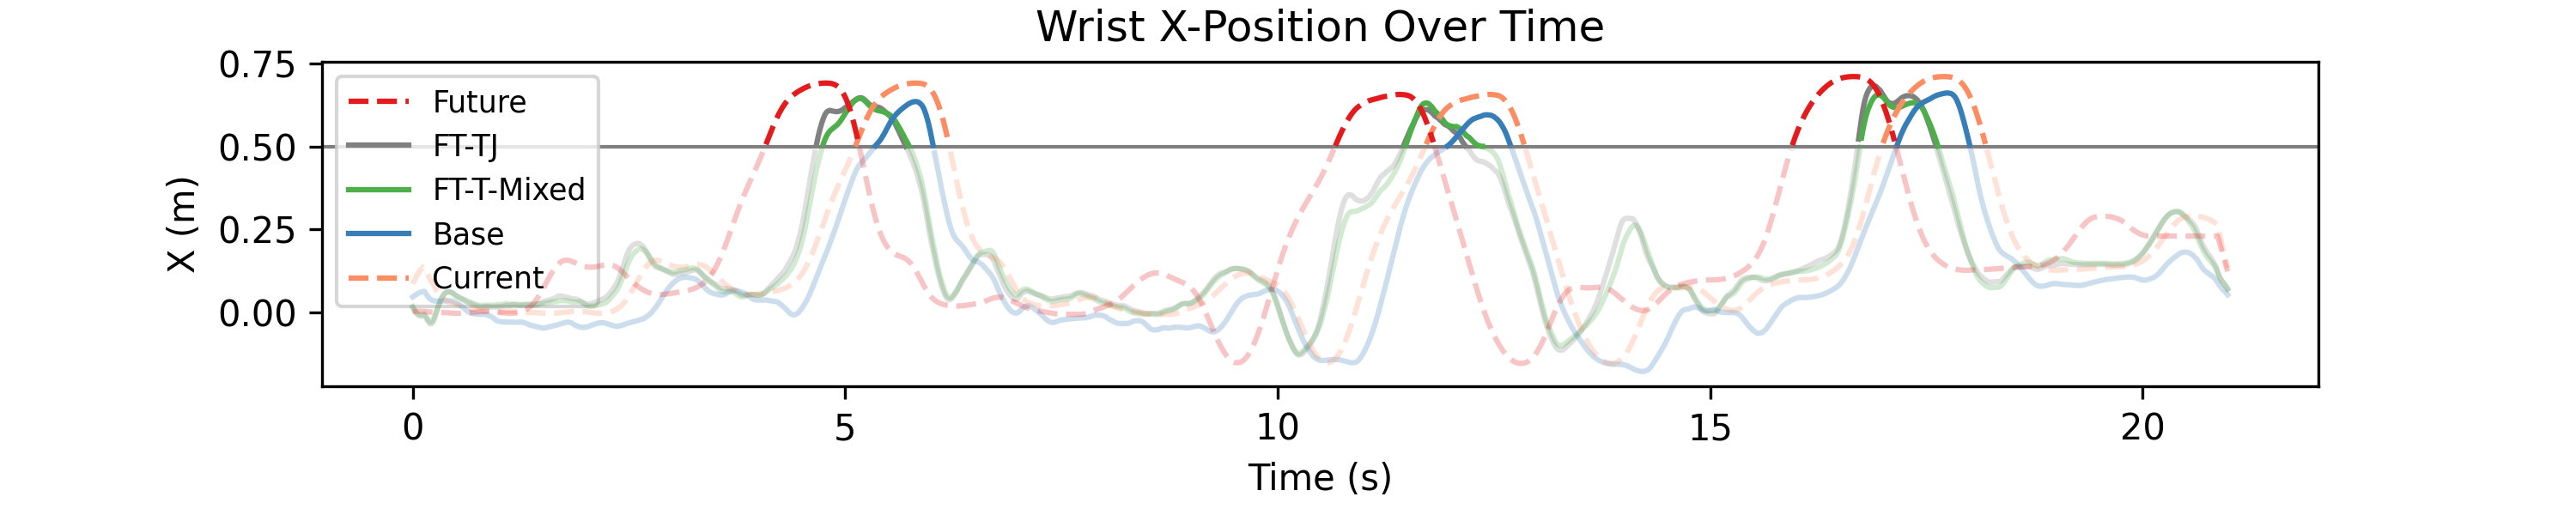 Wrist X-Position Over Time
0.75
0.50
0.25
0.00
X (m)
Future
FT-TJ
FT-T-Mixed
Base
Current
0 5 10 15 20
Time (s)